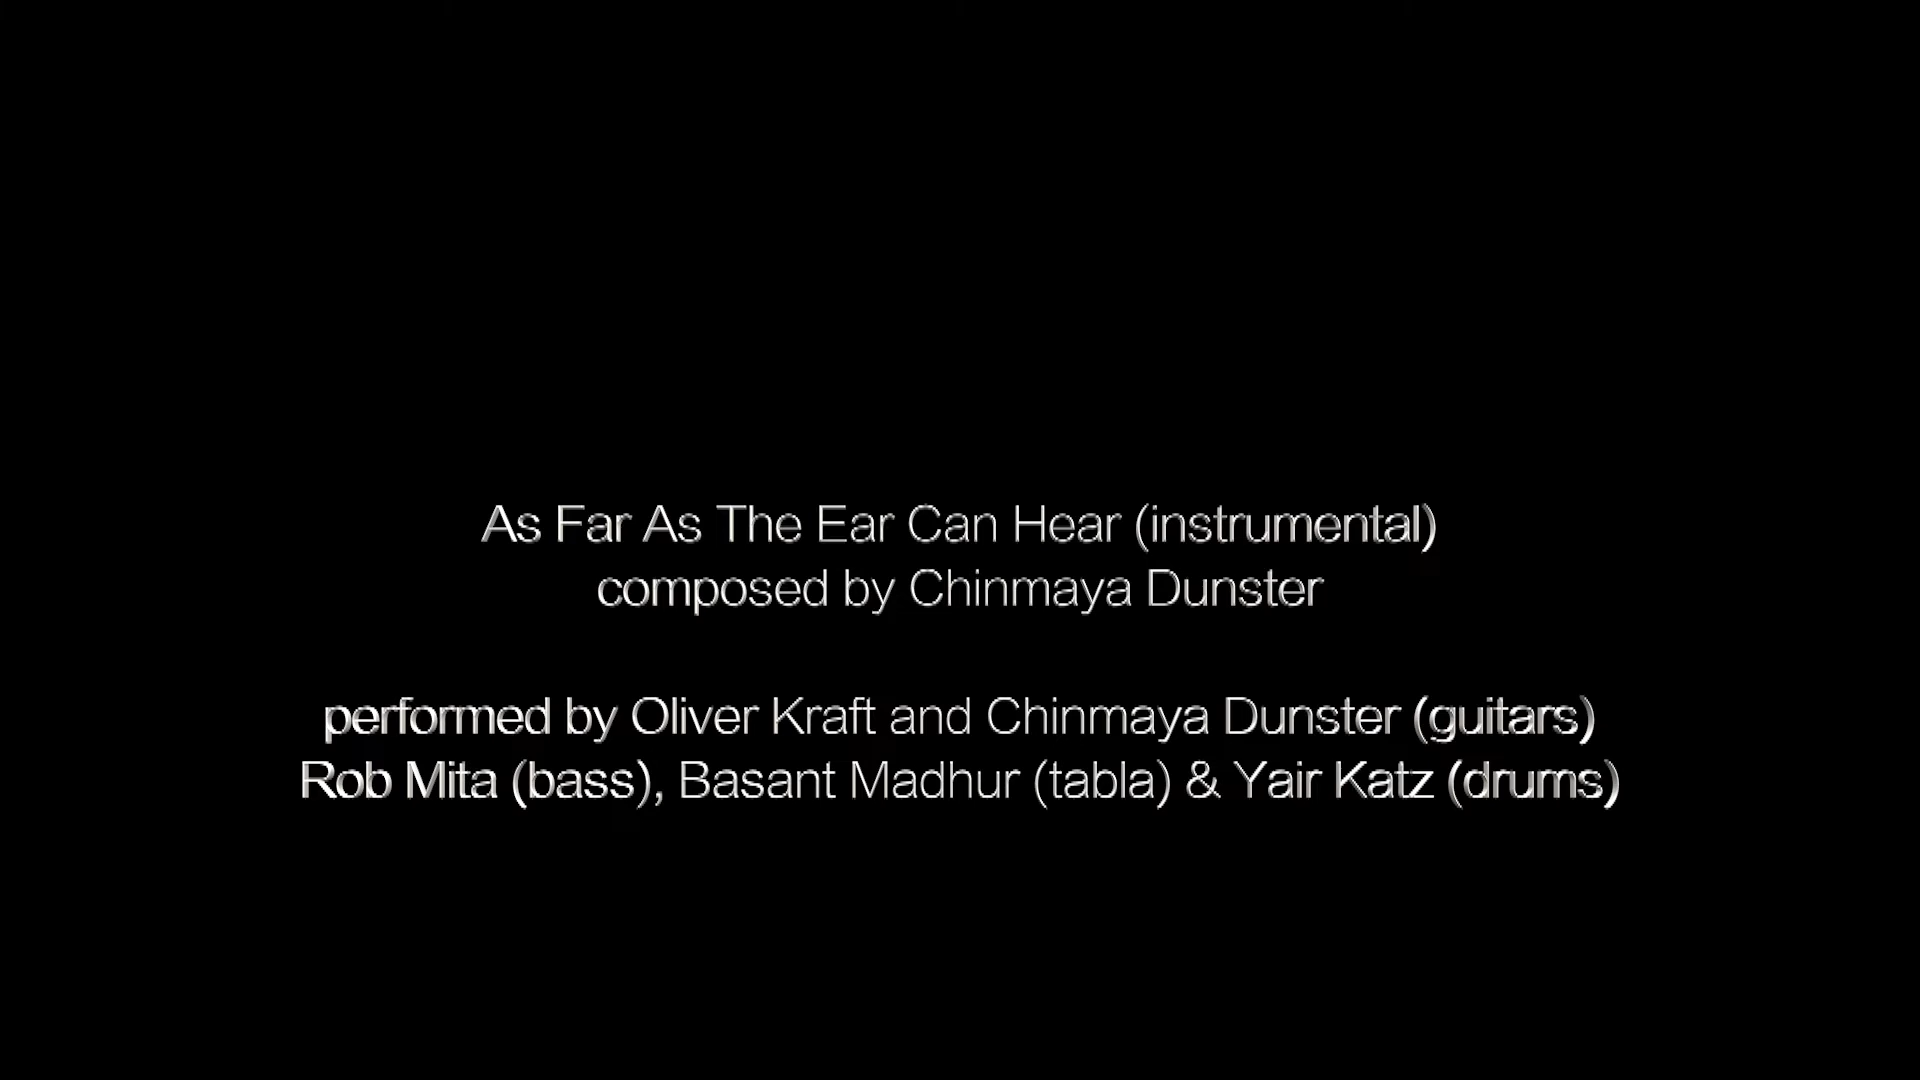 As Far As The Ear Can Hear (instrumental)
composed by Chinmaya Dunster
performed by Oliver Kraft and Chinmaya Dunster (guitars)
Rob Mita (bass), Basant Madhur (tabla) & Yair Katz (drums)